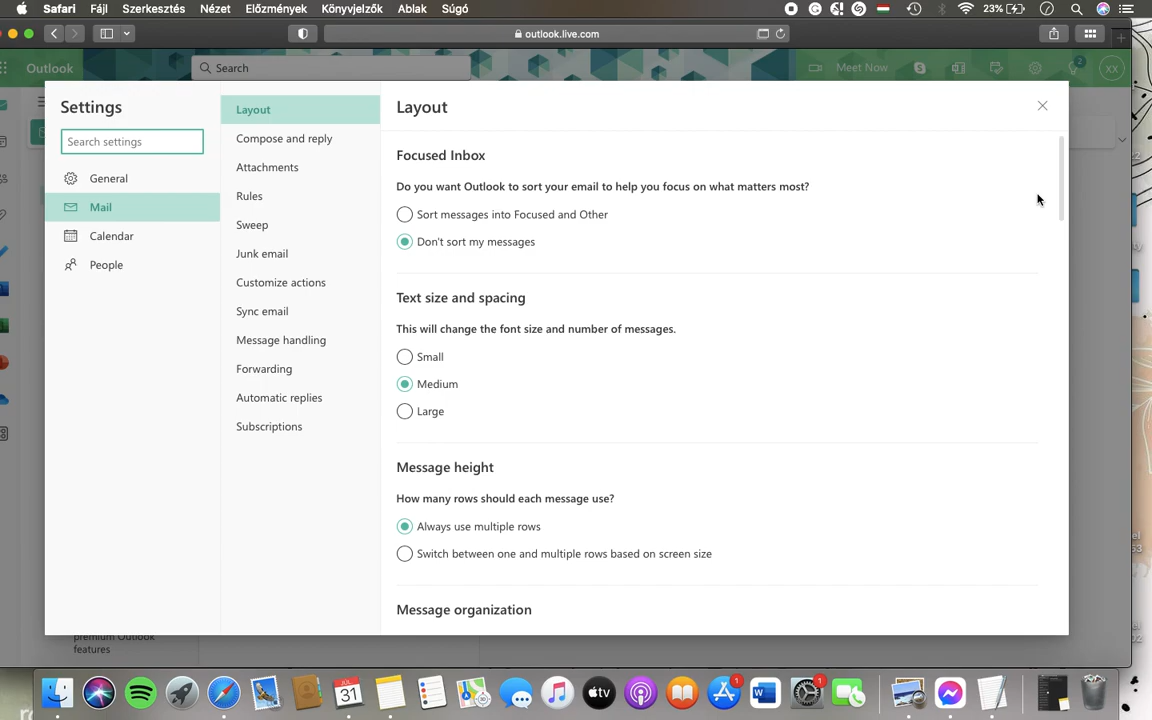 Safari Fájl Szerkesztés Nézet Előzmények Könyvjelzők Ablak Súgó 23%
outlook.live.com
Outlook Search Meet Now 2 XX
Settings
Search settings
General
Mail
Calendar
People
Layout
Compose and reply
Attachments
Rules
Sweep
Junk email
Customize actions
Sync email
Message handling
Forwarding
Automatic replies
Subscriptions
Layout
Focused Inbox
Do you want Outlook to sort your email to help you focus on what matters most?
Sort messages into Focused and Other
Don't sort my messages
Text size and spacing
This will change the font size and number of messages.
Small
Medium
Large
Message height
How many rows should each message use?
Always use multiple rows
Switch between one and multiple rows based on screen size
Message organization
premium Outlook
features
JÚL.
31
tv
1
W
1